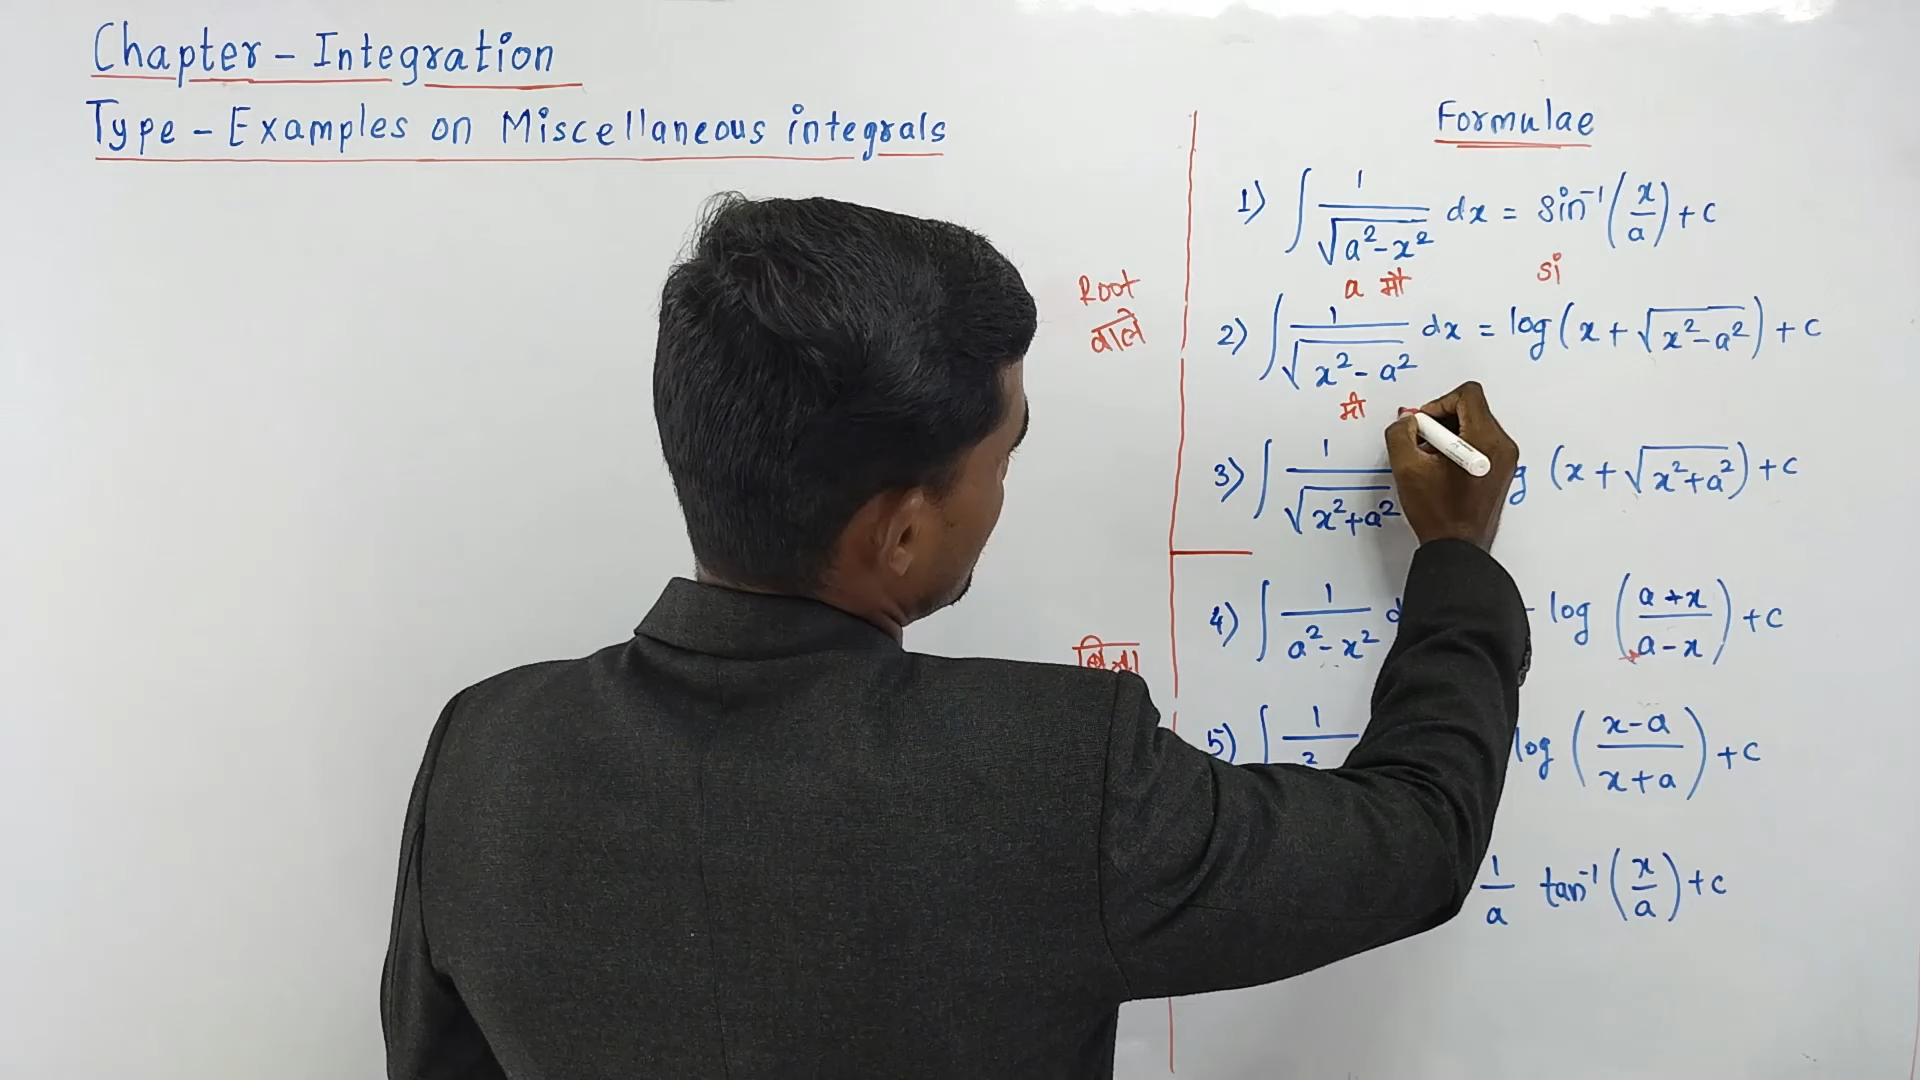 Chapter - Integration
Type - Examples on Miscellaneous integrals
Formulae
1) ∫ 1/√(a²-x²) dx = sin⁻¹(x/a) + c
a मी si
Root
वाले
2) ∫ 1/√(x²-a²) dx = log(x + √(x²-a²)) + c
मी
3) ∫ 1/√(x²+a²) g (x + √(x²+a²)) + c
4) ∫ 1/(a²-x²) d log ((a+x)/(a-x)) + c
बिना
5) ∫ 1/ 2 log ((x-a)/(x+a)) + c
1/a tan⁻¹(x/a) + c